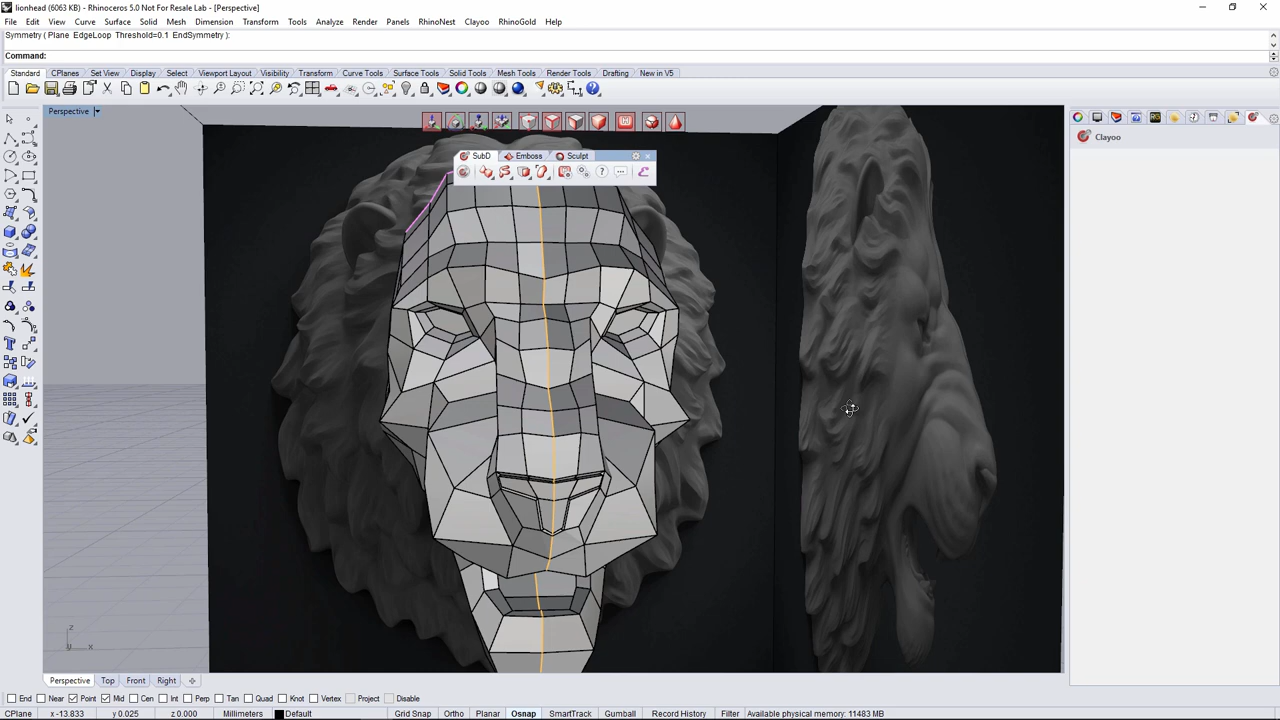 lionhead (6063 KB) - Rhinoceros 5.0 Not For Resale Lab - [Perspective]
File Edit View Curve Surface Solid Mesh Dimension Transform Tools Analyze Render Panels RhinoNest Clayoo RhinoGold Help
Symmetry ( Plane EdgeLoop Threshold=0.1 EndSymmetry ):
Command:
Standard CPlanes Set View Display Select Viewport Layout Visibility Transform Curve Tools Surface Tools Solid Tools Mesh Tools Render Tools Drafting New in V5
Perspective
Clayoo
SubD Emboss Sculpt
z
x
Perspective Top Front Right
End Near Point Mid Cen Int Perp Tan Quad Knot Vertex Project Disable
CPlane x -13.833 y 0.025 z 0.000 Millimeters Default Grid Snap Ortho Planar Osnap SmartTrack Gumball Record History Filter Available physical memory: 11483 MB